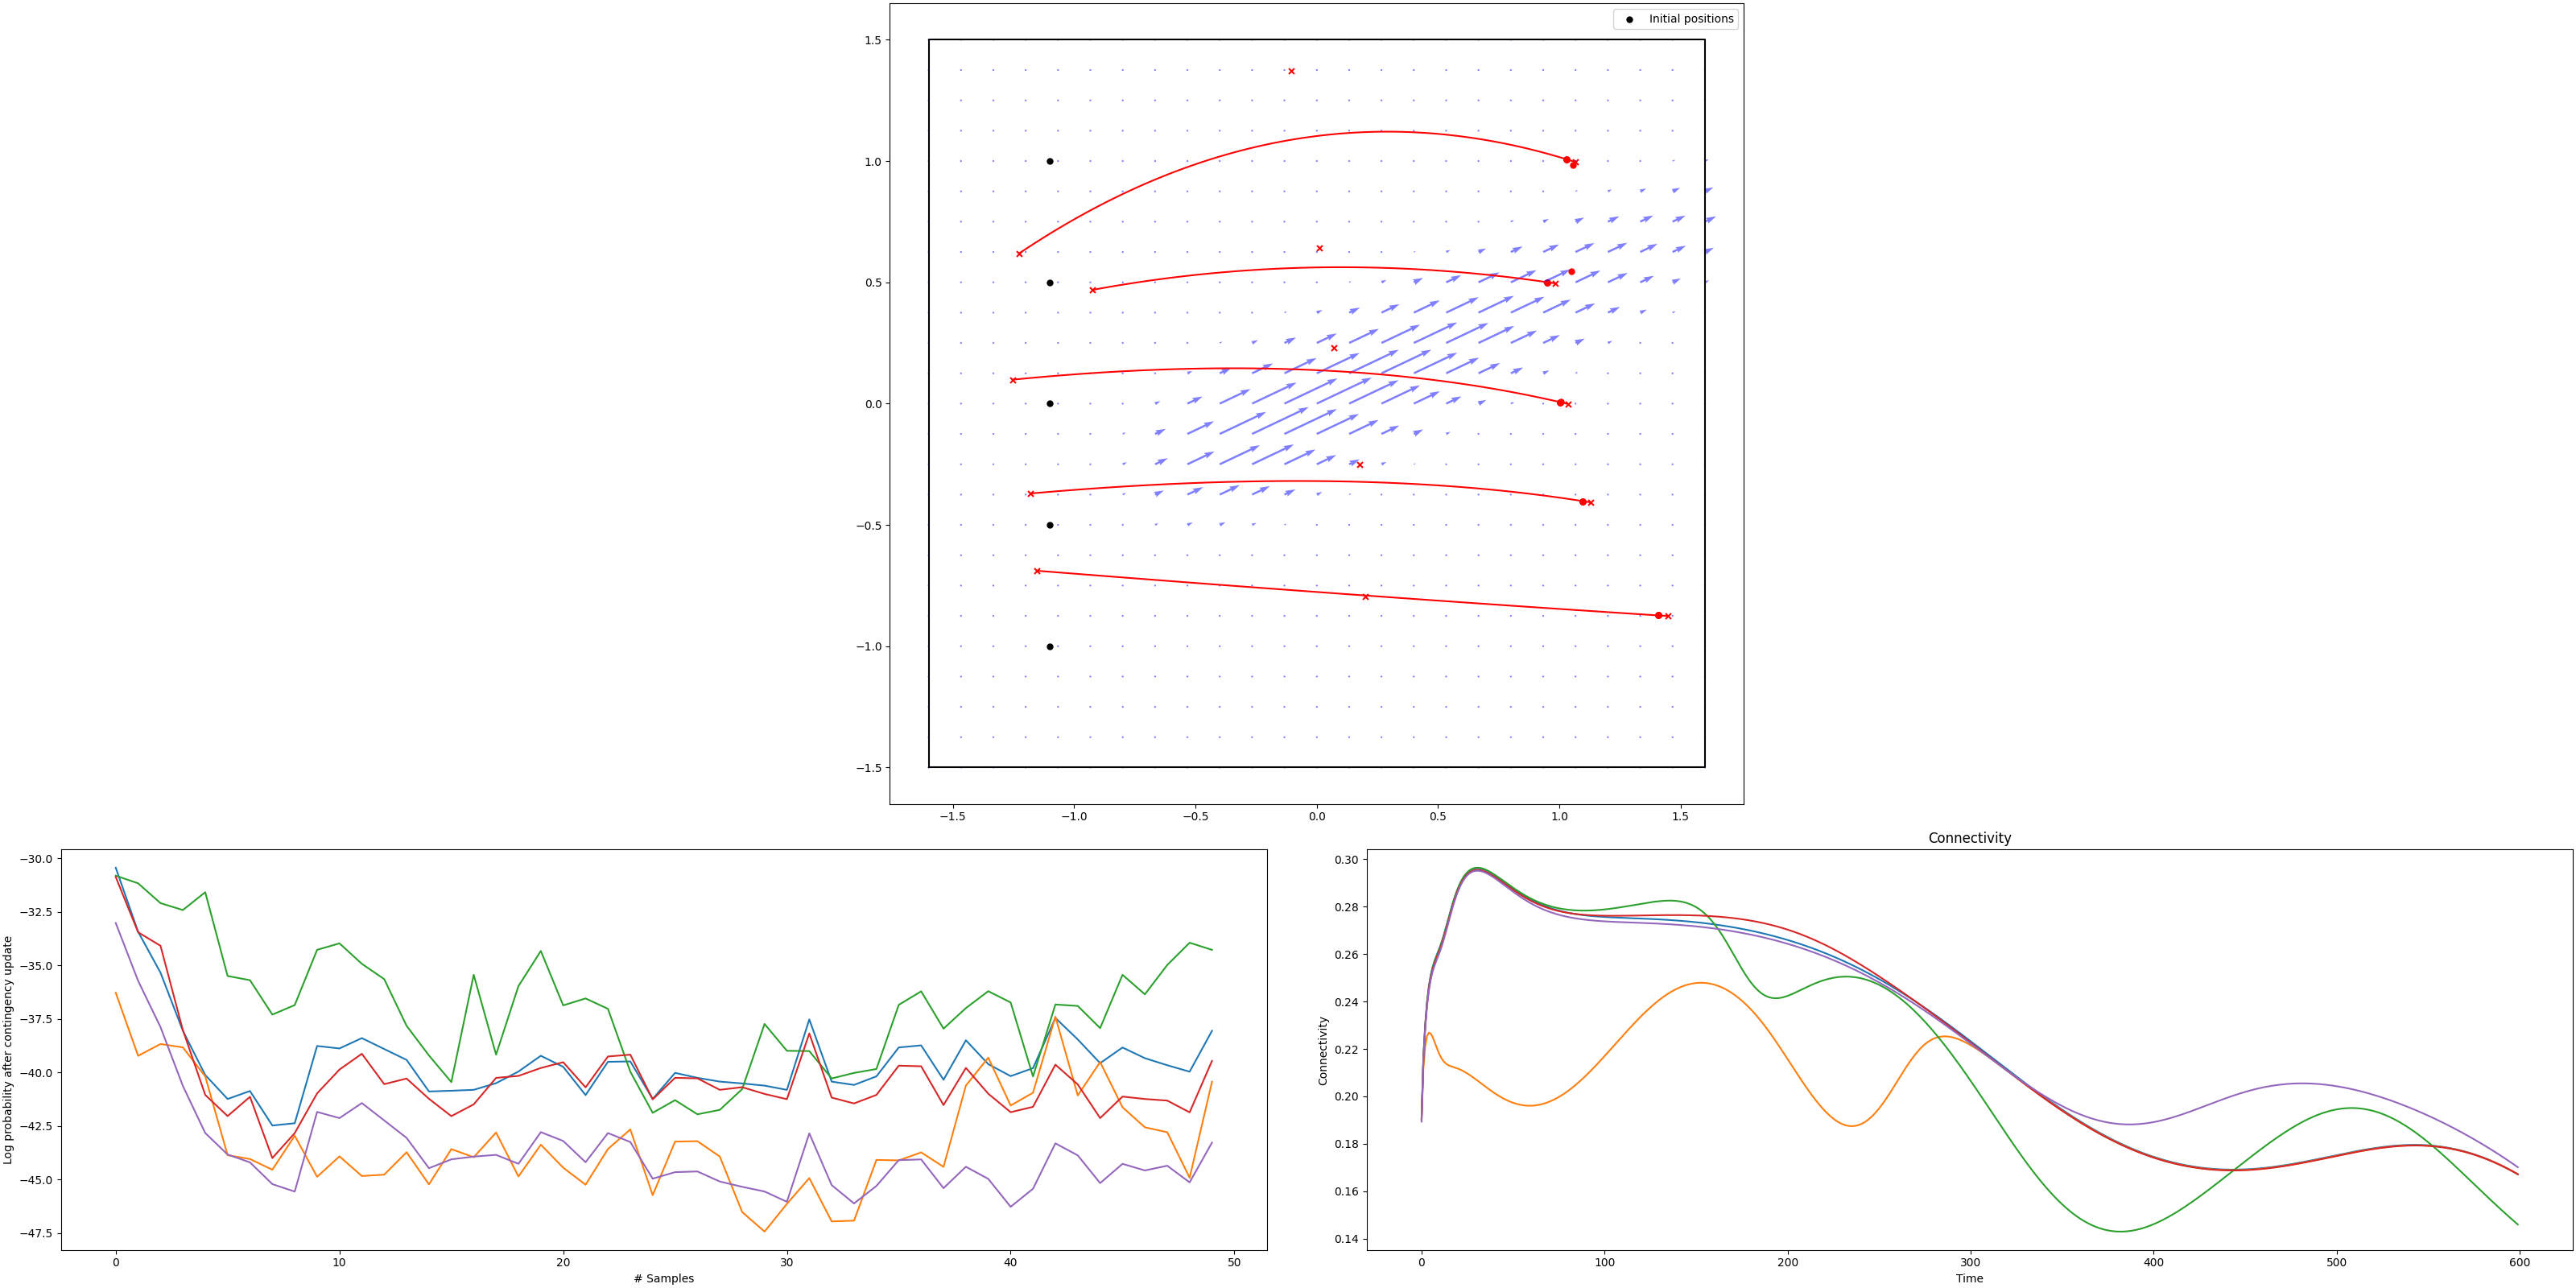 Initial positions
1.5
1.0
0.5
0.0
−0.5
−1.0
−1.5
−1.5 −1.0 −0.5 0.0 0.5 1.0 1.5
Log probability after contingency update
−30.0
−32.5
−35.0
−37.5
−40.0
−42.5
−45.0
−47.5
0 10 20 30 40 50
# Samples
Connectivity
Connectivity
0.30
0.28
0.26
0.24
0.22
0.20
0.18
0.16
0.14
0 100 200 300 400 500 600
Time